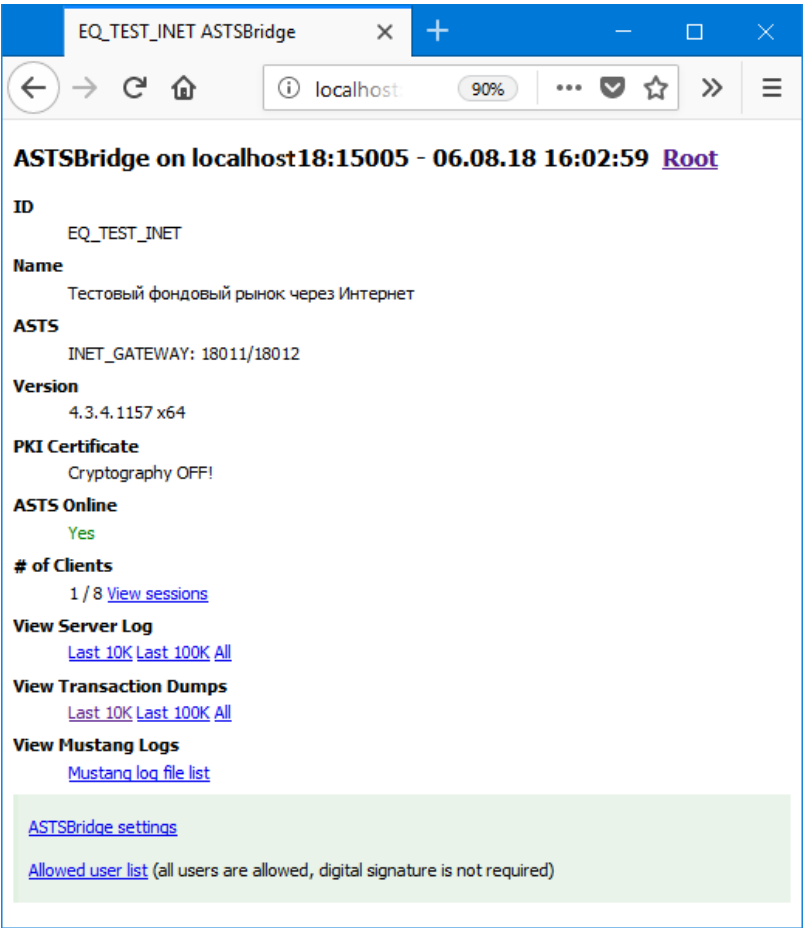 EQ_TEST_INET ASTSBridge
localhost
90%
ASTSBridge on localhost18:15005 - 06.08.18 16:02:59 Root
ID
EQ_TEST_INET
Name
Тестовый фондовый рынок через Интернет
ASTS
INET_GATEWAY: 18011/18012
Version
4.3.4.1157 x64
PKI Certificate
Cryptography OFF!
ASTS Online
Yes
# of Clients
1 / 8 View sessions
View Server Log
Last 10K Last 100K All
View Transaction Dumps
Last 10K Last 100K All
View Mustang Logs
Mustang log file list
ASTSBridge settings
Allowed user list (all users are allowed, digital signature is not required)